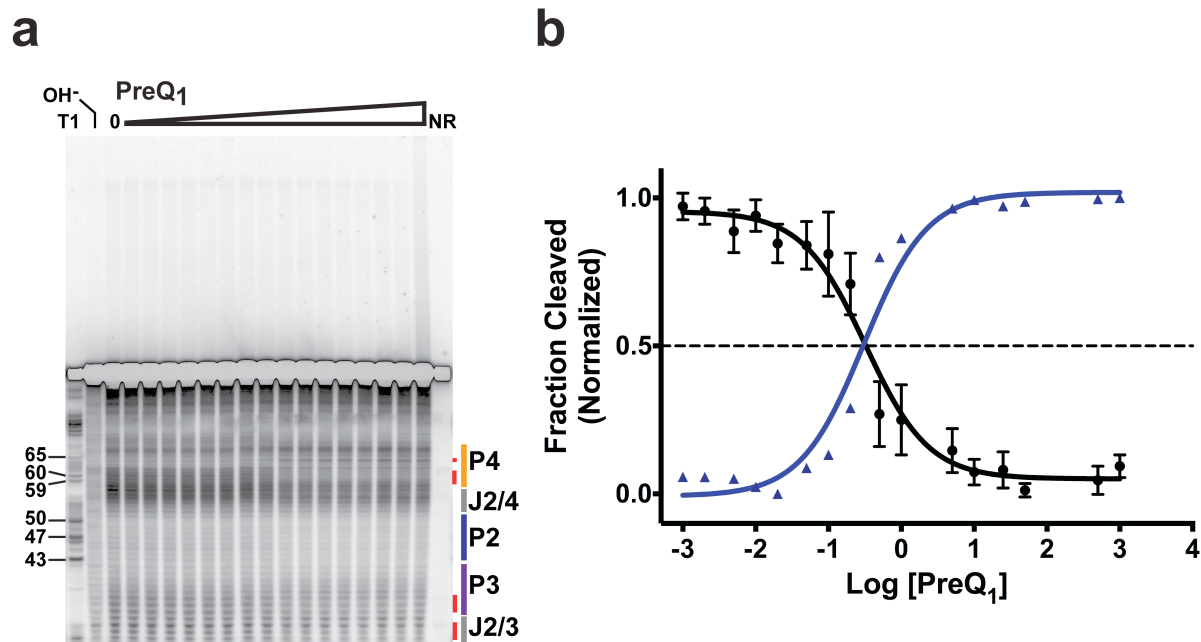 a
b
PreQ1
OH-
T1
0
NR
65
60
59
50
47
43
P4
J2/4
P2
P3
J2/3
Fraction Cleaved
(Normalized)
1.0
0.5
0.0
-3 -2 -1 0 1 2 3 4
Log [PreQ1]